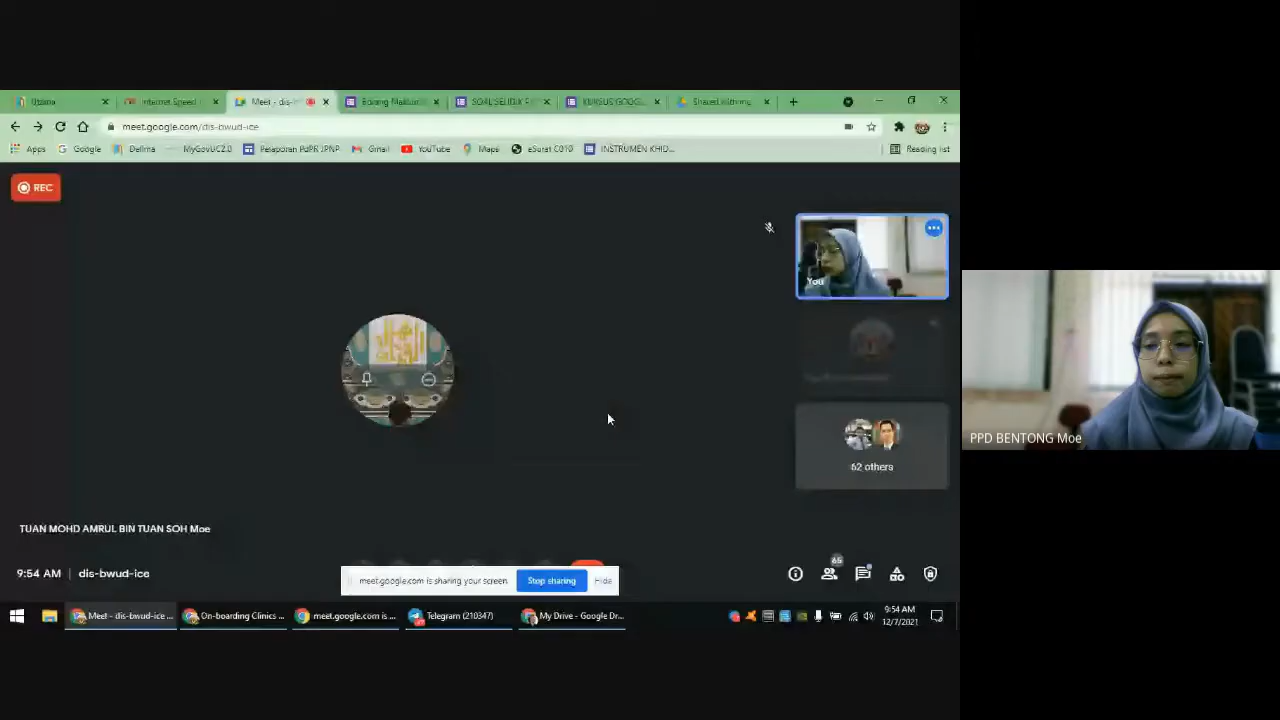 Utama
Internet Speed
Meet - dis-b
Borang Maklum
SOAL SELIDIK
KURSUS GOOG
Shared with me
meet.google.com/dis-bwud-ice
Apps
Google
Delima
MyGovUC2.0
Pelaporan PdPR JPNP
Gmail
YouTube
Maps
eSurat C010
INSTRUMEN KHID...
Reading list
REC
You
62 others
PPD BENTONG Moe
TUAN MOHD AMRUL BIN TUAN SOH Moe
9:54 AM | dis-bwud-ice
meet.google.com is sharing your screen
Stop sharing
Hide
65
Meet - dis-bwud-ice ...
On-boarding Clinics ...
meet.google.com is ...
Telegram (210347)
My Drive - Google Dr...
9:54 AM
12/7/2021